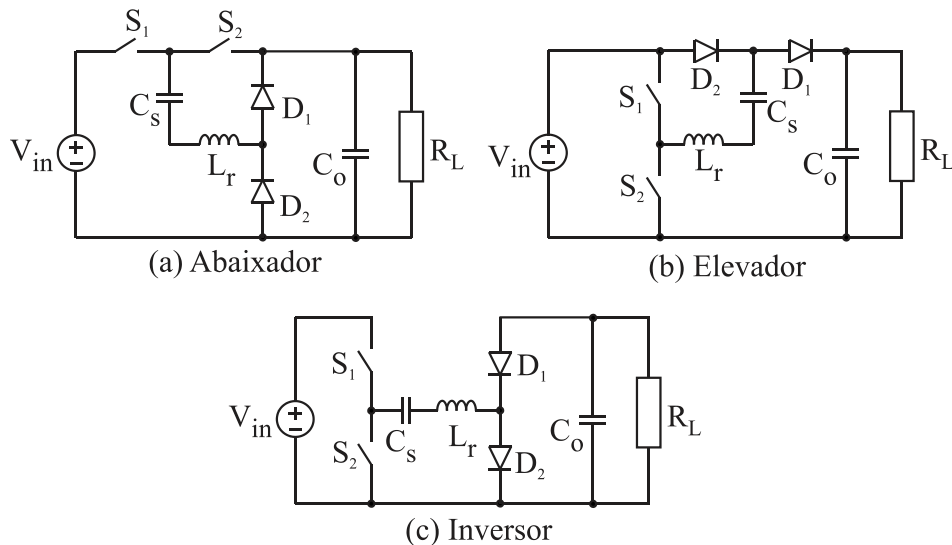 S1 S2
Cs D1
Vin Lr Co RL
D2
(a) Abaixador
D2 D1
S1 Cs
Vin Lr Co RL
S2
(b) Elevador
S1 D1
Vin Cs Lr Co RL
S2 D2
(c) Inversor